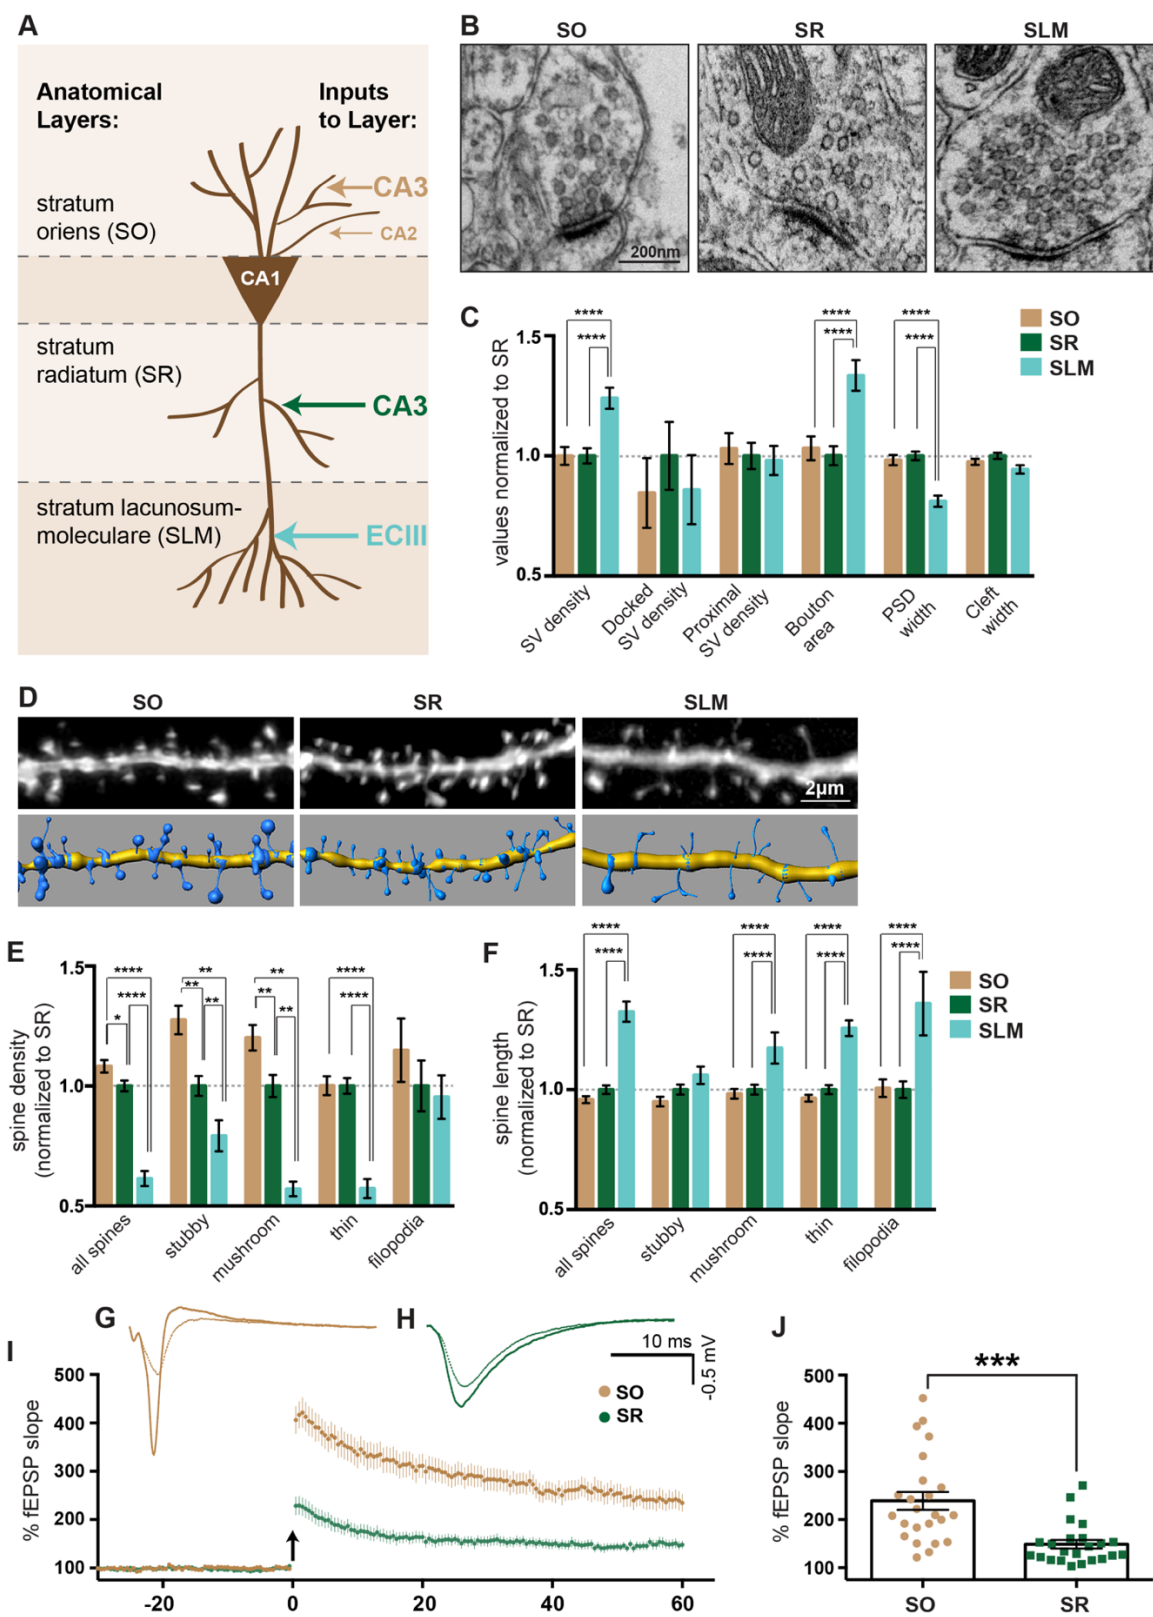 A
Anatomical
Layers:
Inputs
to Layer:
CA3
stratum
oriens (SO)
CA2
CA1
stratum
radiatum (SR)
CA3
stratum lacunosum-
moleculare (SLM)
ECIII
B
SO
SR
SLM
200nm
C
values normalized to SR
1.5
1.0
0.5
****
****
****
****
****
****
SO
SR
SLM
SV density
Docked
SV density
Proximal
SV density
Bouton
area
PSD
width
Cleft
width
D
SO
SR
SLM
2µm
E
spine density
(normalized to SR)
1.5
1.0
0.5
****
****
*
**
**
**
**
**
**
****
****
all spines
stubby
mushroom
thin
filopodia
F
spine length
(normalized to SR)
1.5
1.0
0.5
****
****
****
****
****
****
****
****
SO
SR
SLM
all spines
stubby
mushroom
thin
filopodia
G
H
10 ms
-0.5 mV
I
% fEPSP slope
500
400
300
200
100
SO
SR
-20
0
20
40
60
J
% fEPSP slope
500
400
300
200
100
***
SO
SR